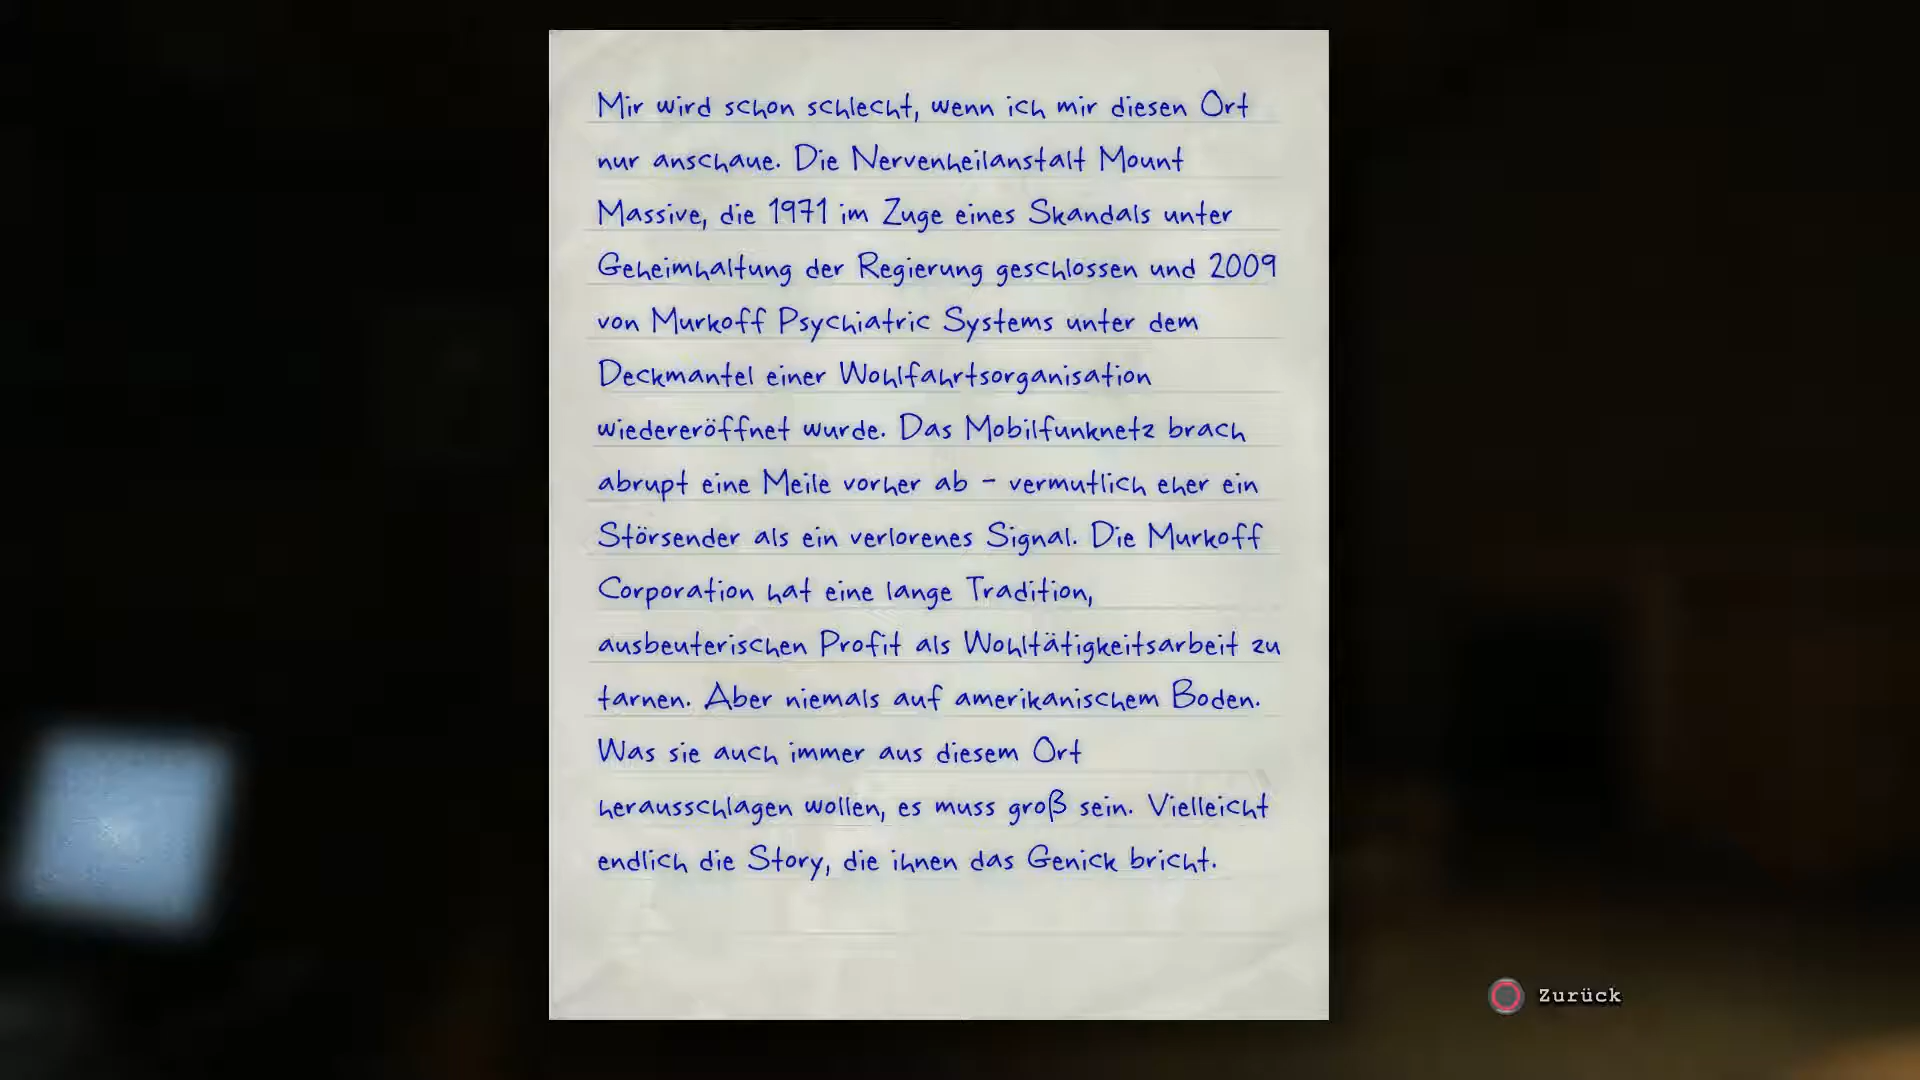 Mir wird schon schlecht, wenn ich mir diesen Ort
nur anschaue. Die Nervenheilanstalt Mount
Massive, die 1971 im Zuge eines Skandals unter
Geheimhaltung der Regierung geschlossen und 2009
von Murkoff Psychiatric Systems unter dem
Deckmantel einer Wohlfahrtsorganisation
wiedereröffnet wurde. Das Mobilfunknetz brach
abrupt eine Meile vorher ab - vermutlich eher ein
Störsender als ein verlorenes Signal. Die Murkoff
Corporation hat eine lange Tradition,
ausbeuterischen Profit als Wohltätigkeitsarbeit zu
tarnen. Aber niemals auf amerikanischem Boden.
Was sie auch immer aus diesem Ort
herausschlagen wollen, es muss groß sein. Vielleicht
endlich die Story, die ihnen das Genick bricht.
Zurück